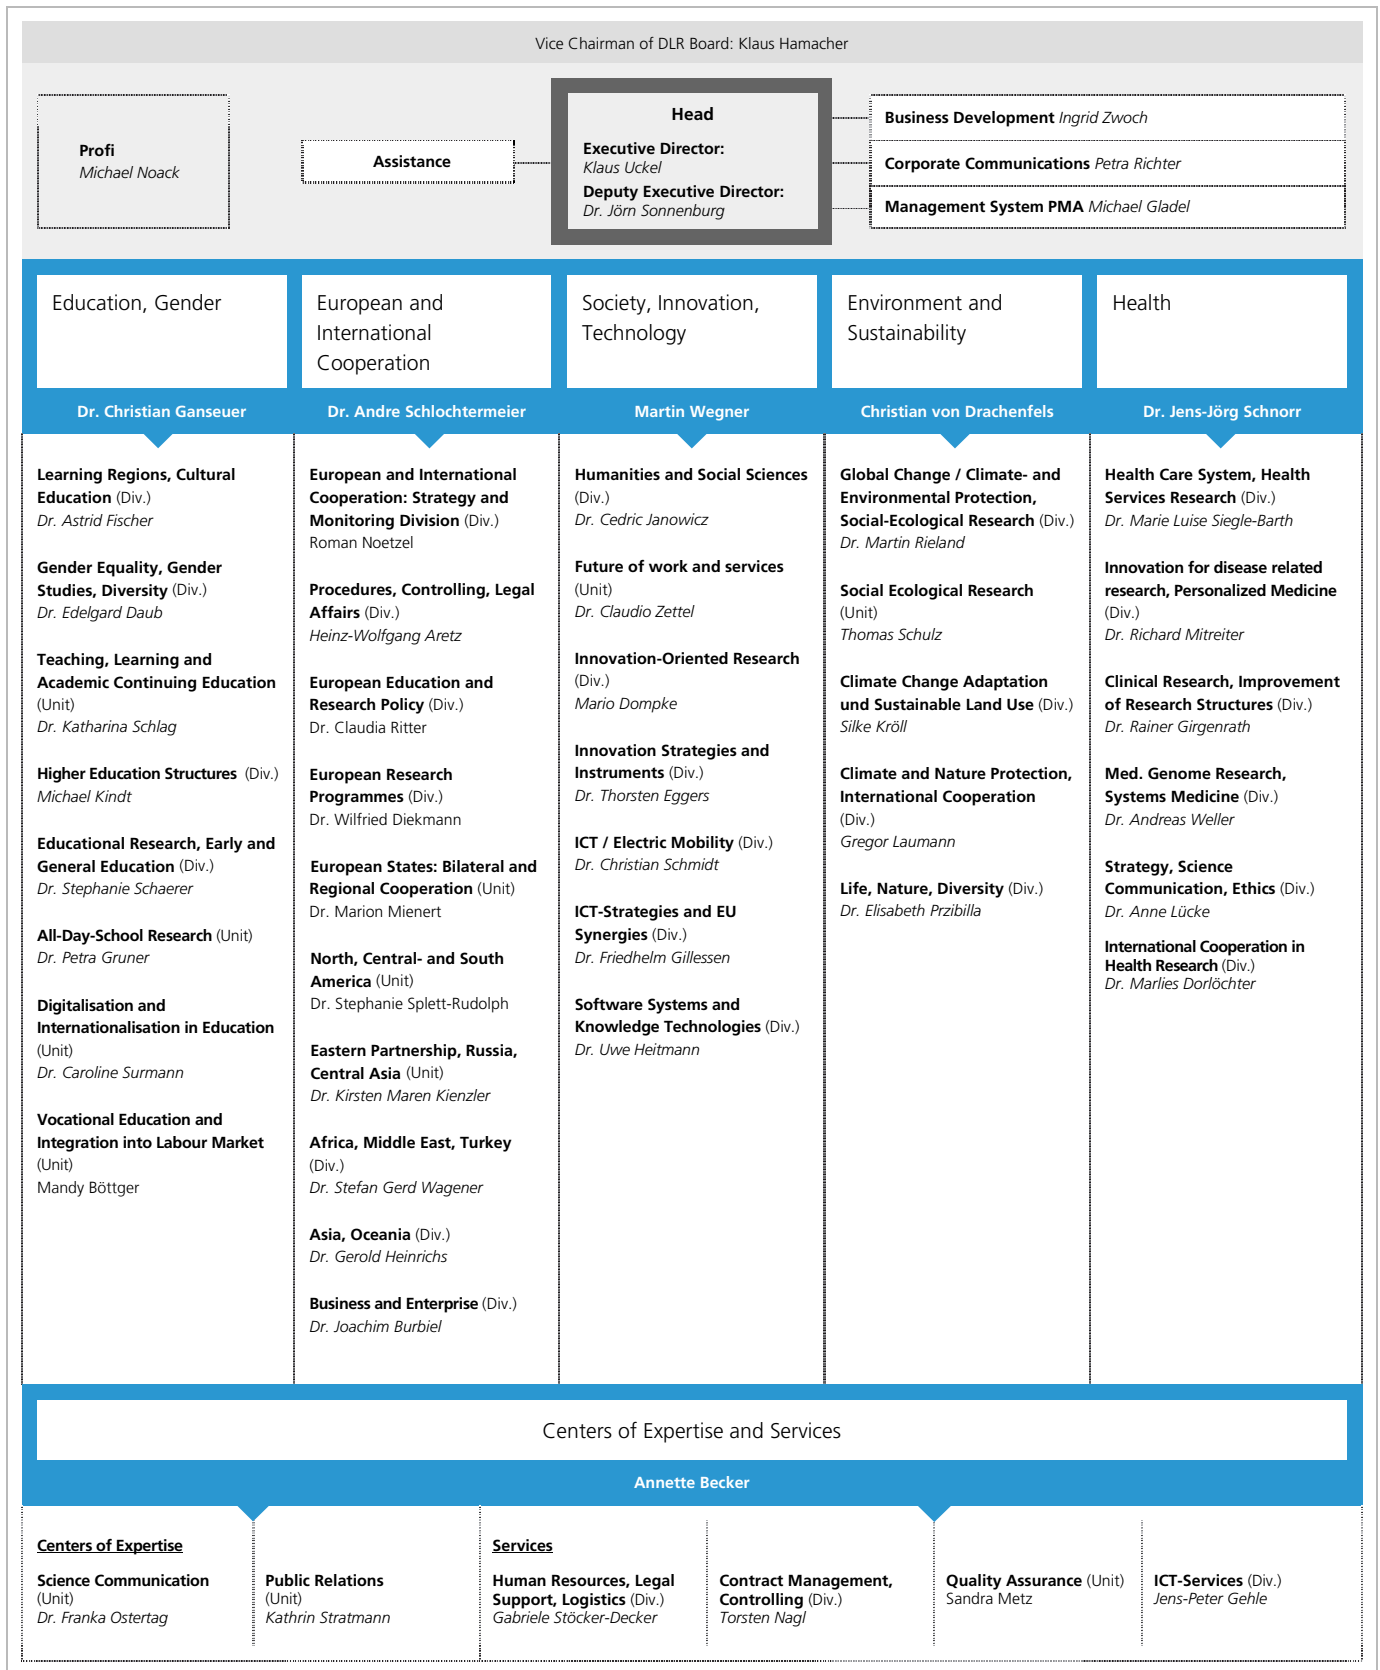 Vice Chairman of DLR Board: Klaus Hamacher
Profi
Michael Noack
Assistance
Head
Executive Director:
Klaus Uckel
Deputy Executive Director:
Dr. Jörn Sonnenburg
Business Development Ingrid Zwoch
Corporate Communications Petra Richter
Management System PMA Michael Gladel
Education, Gender
Dr. Christian Ganseuer
Learning Regions, Cultural
Education (Div.)
Dr. Astrid Fischer
Gender Equality, Gender
Studies, Diversity (Div.)
Dr. Edelgard Daub
Teaching, Learning and
Academic Continuing Education
(Unit)
Dr. Katharina Schlag
Higher Education Structures (Div.)
Michael Kindt
Educational Research, Early and
General Education (Div.)
Dr. Stephanie Schaerer
All-Day-School Research (Unit)
Dr. Petra Gruner
Digitalisation and
Internationalisation in Education
(Unit)
Dr. Caroline Surmann
Vocational Education and
Integration into Labour Market
(Unit)
Mandy Böttger
European and
International
Cooperation
Dr. Andre Schlochtermeier
European and International
Cooperation: Strategy and
Monitoring Division (Div.)
Roman Noetzel
Procedures, Controlling, Legal
Affairs (Div.)
Heinz-Wolfgang Aretz
European Education and
Research Policy (Div.)
Dr. Claudia Ritter
European Research
Programmes (Div.)
Dr. Wilfried Diekmann
European States: Bilateral and
Regional Cooperation (Unit)
Dr. Marion Mienert
North, Central- and South
America (Unit)
Dr. Stephanie Splett-Rudolph
Eastern Partnership, Russia,
Central Asia (Unit)
Dr. Kirsten Maren Kienzler
Africa, Middle East, Turkey
(Div.)
Dr. Stefan Gerd Wagener
Asia, Oceania (Div.)
Dr. Gerold Heinrichs
Business and Enterprise (Div.)
Dr. Joachim Burbiel
Society, Innovation,
Technology
Martin Wegner
Humanities and Social Sciences
(Div.)
Dr. Cedric Janowicz
Future of work and services
(Unit)
Dr. Claudio Zettel
Innovation-Oriented Research
(Div.)
Mario Dompke
Innovation Strategies and
Instruments (Div.)
Dr. Thorsten Eggers
ICT / Electric Mobility (Div.)
Dr. Christian Schmidt
ICT-Strategies and EU
Synergies (Div.)
Dr. Friedhelm Gillessen
Software Systems and
Knowledge Technologies (Div.)
Dr. Uwe Heitmann
Environment and
Sustainability
Christian von Drachenfels
Global Change / Climate- and
Environmental Protection,
Social-Ecological Research (Div.)
Dr. Martin Rieland
Social Ecological Research
(Unit)
Thomas Schulz
Climate Change Adaptation
und Sustainable Land Use (Div.)
Silke Kröll
Climate and Nature Protection,
International Cooperation
(Div.)
Gregor Laumann
Life, Nature, Diversity (Div.)
Dr. Elisabeth Przibilla
Health
Dr. Jens-Jörg Schnorr
Health Care System, Health
Services Research (Div.)
Dr. Marie Luise Siegle-Barth
Innovation for disease related
research, Personalized Medicine
(Div.)
Dr. Richard Mitreiter
Clinical Research, Improvement
of Research Structures (Div.)
Dr. Rainer Girgenrath
Med. Genome Research,
Systems Medicine (Div.)
Dr. Andreas Weller
Strategy, Science
Communication, Ethics (Div.)
Dr. Anne Lücke
International Cooperation in
Health Research (Div.)
Dr. Marlies Dorlöchter
Centers of Expertise and Services
Annette Becker
Centers of Expertise
Science Communication
(Unit)
Dr. Franka Ostertag
Public Relations
(Unit)
Kathrin Stratmann
Services
Human Resources, Legal
Support, Logistics (Div.)
Gabriele Stöcker-Decker
Contract Management,
Controlling (Div.)
Torsten Nagl
Quality Assurance (Unit)
Sandra Metz
ICT-Services (Div.)
Jens-Peter Gehle